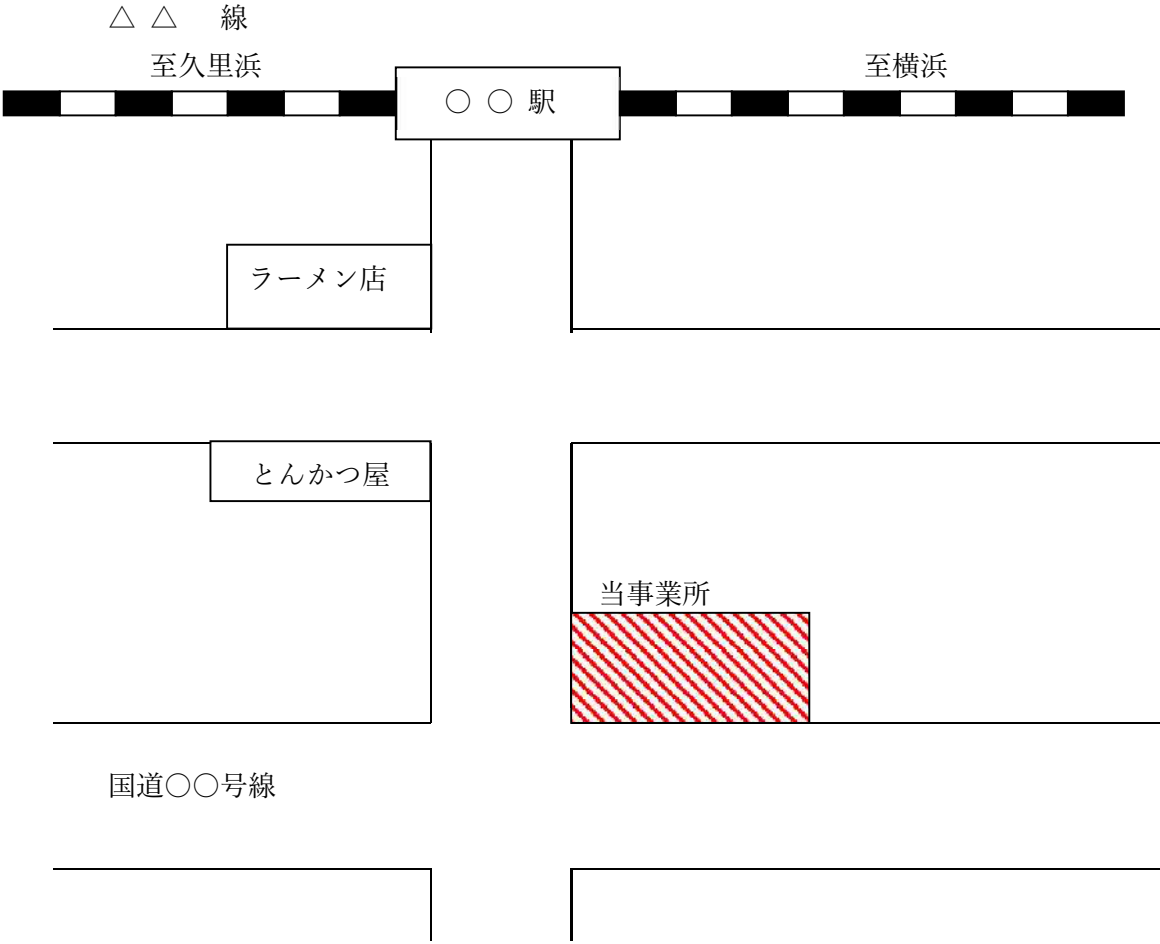 △ △　線
至久里浜
至横浜
○ ○ 駅
ラーメン店
とんかつ屋
当事業所
国道○○号線